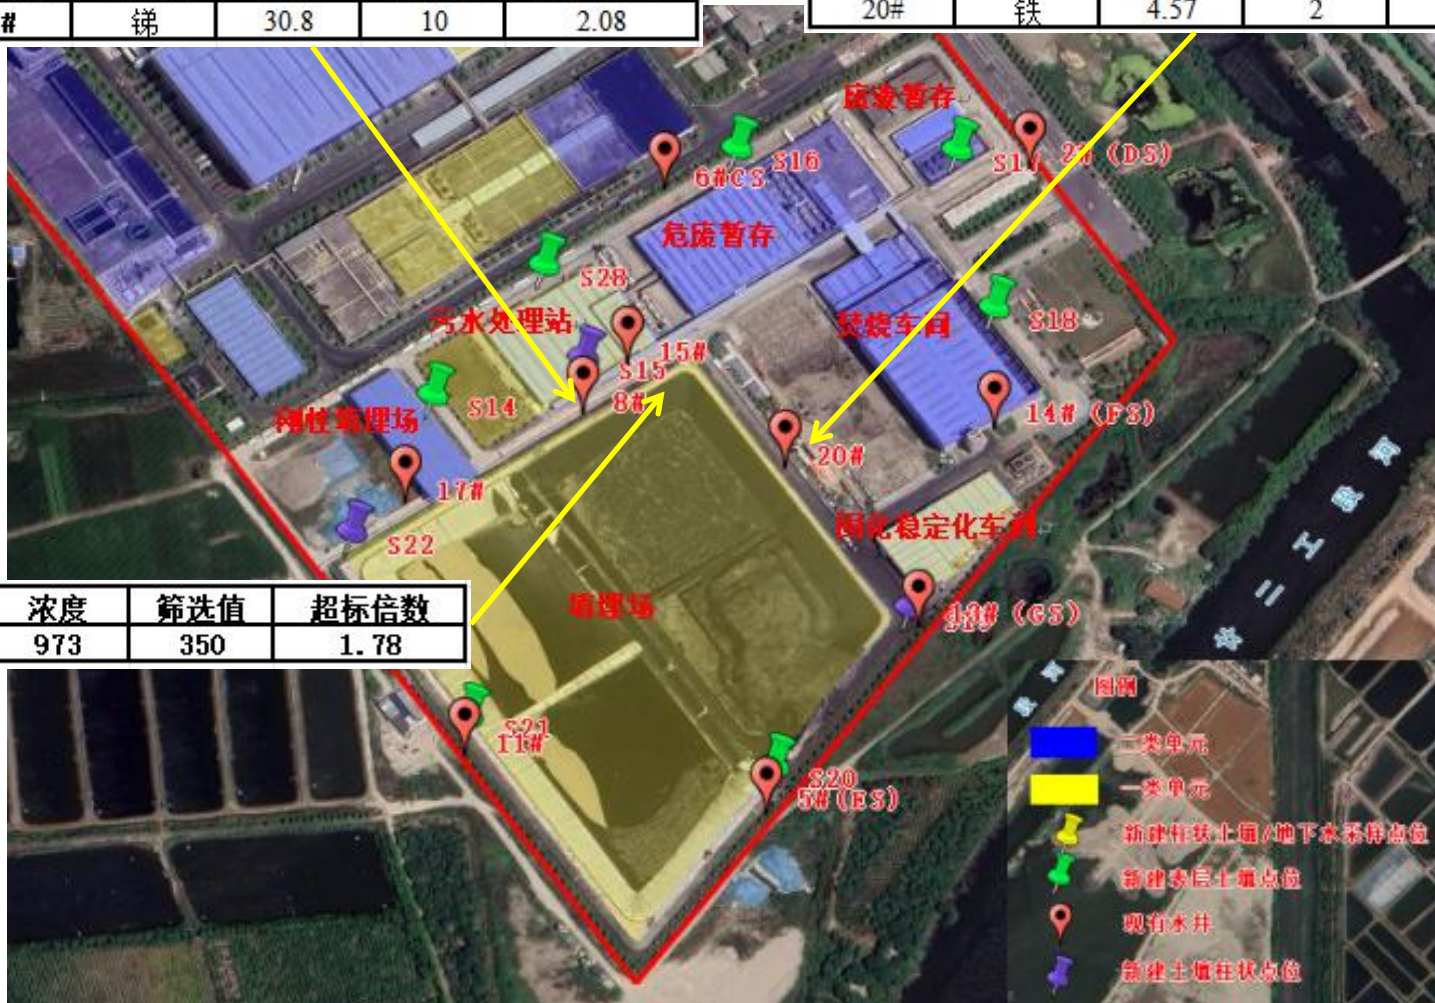 # 锑 30.8 10 2.08
20# 铁 4.57 2
废液暂存
2# (DS)
S17
S16
6#CS
危废暂存
S28
污水处理站
焚烧车间
S18
15#
S15
8#
S14
14# (FS)
刚性填埋场
20#
17#
固化稳定化车间
S22
填埋场
13# (GS)
浓度 筛选值 超标倍数
973 350 1.78
S21
11#
S20
5#(ES)
图例
二类单元
一类单元
新建柱状土壤/地下水采样点位
新建表层土壤点位
现有水井
新建土壤柱状点位